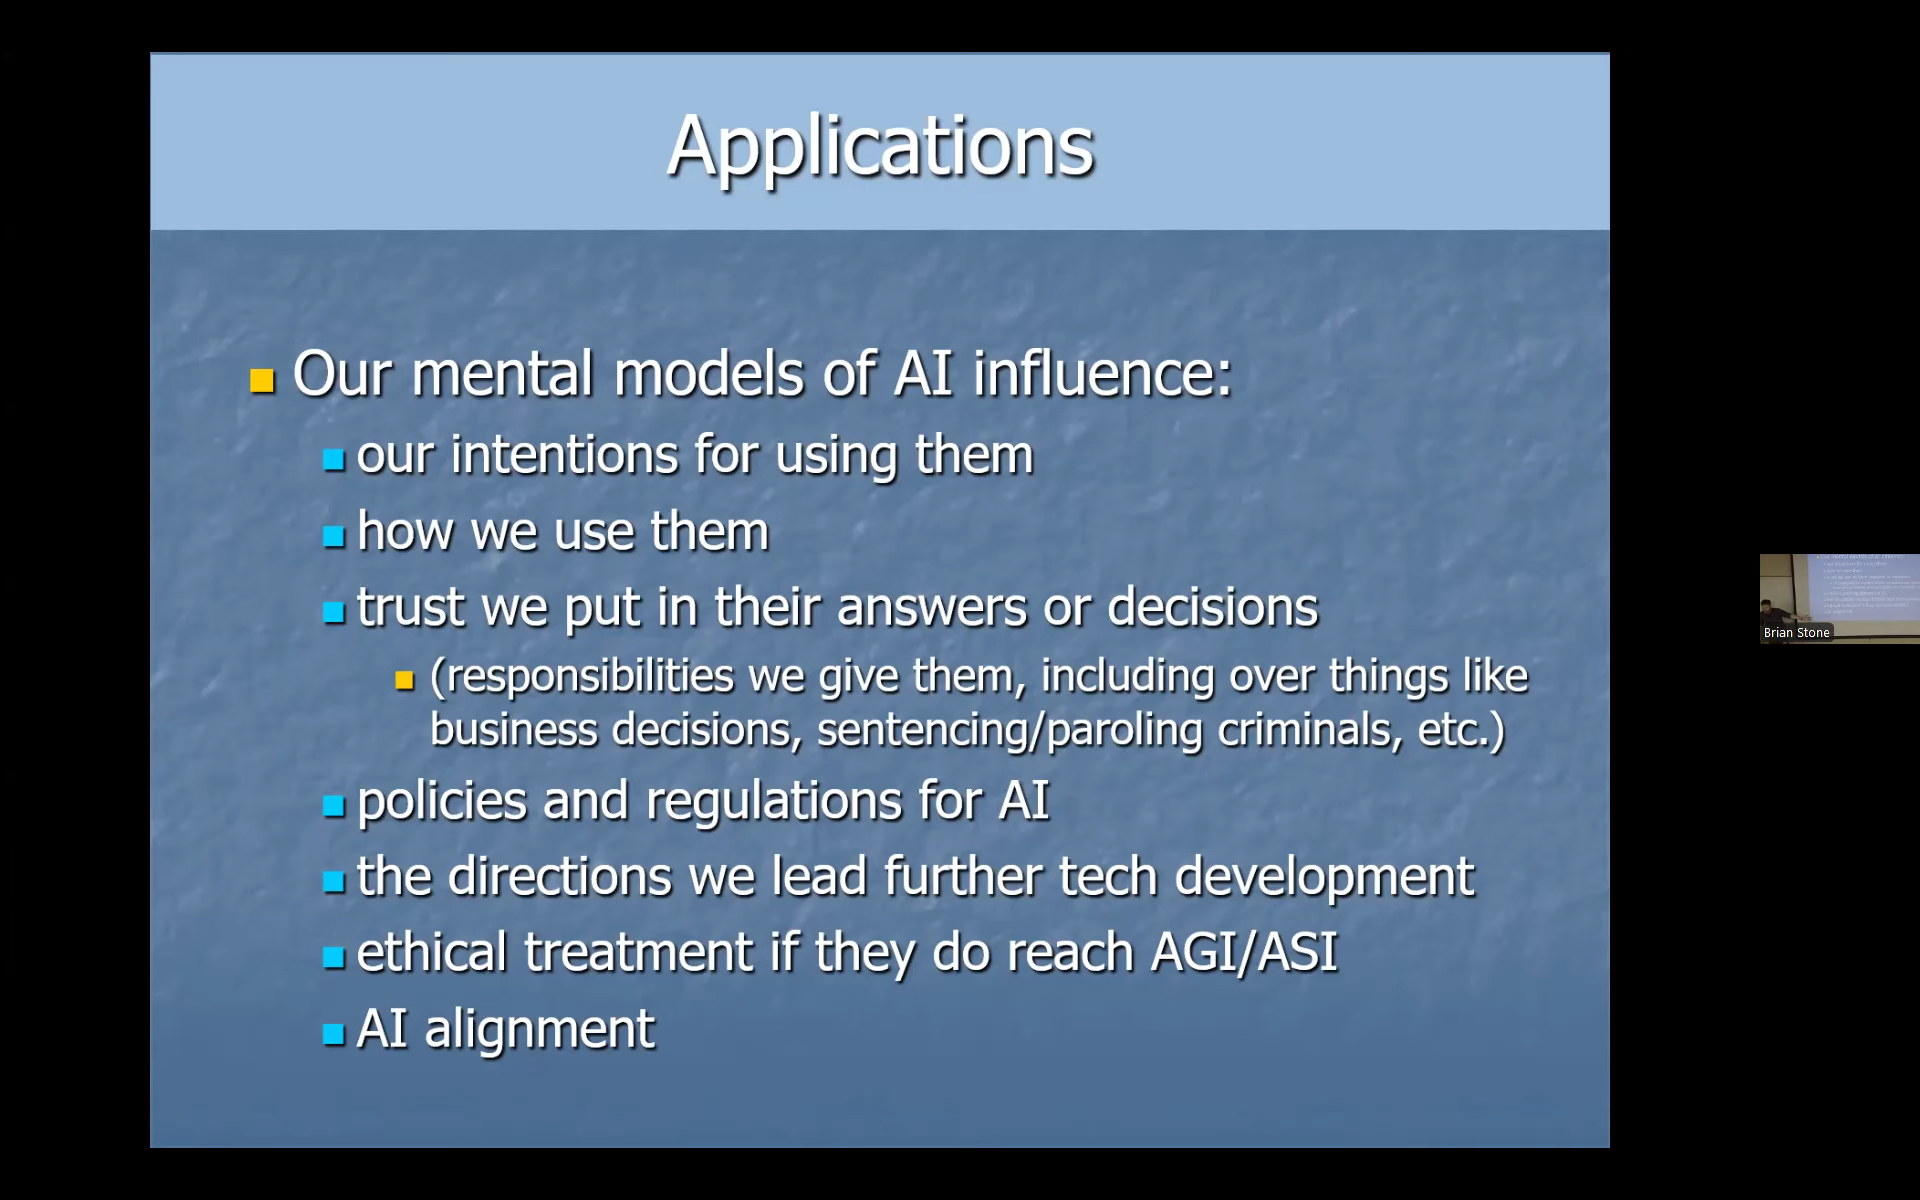 Applications
Our mental models of AI influence:
our intentions for using them
how we use them
trust we put in their answers or decisions
(responsibilities we give them, including over things like
business decisions, sentencing/paroling criminals, etc.)
policies and regulations for AI
the directions we lead further tech development
ethical treatment if they do reach AGI/ASI
AI alignment
Brian Stone